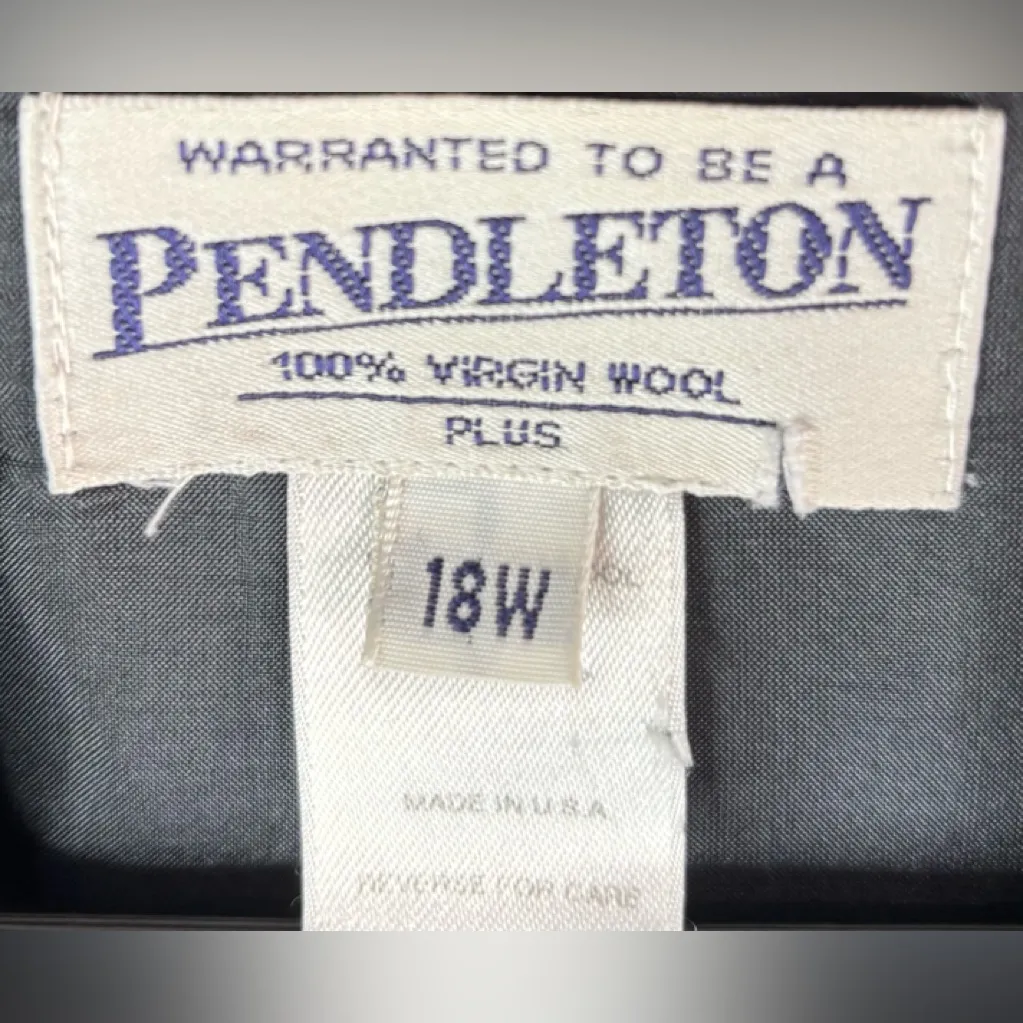 WARRANTED TO BE A
PENDLETON
100% VIRGIN WOOL
PLUS
18W
MADE IN U.S.A
REVERSE FOR CARE